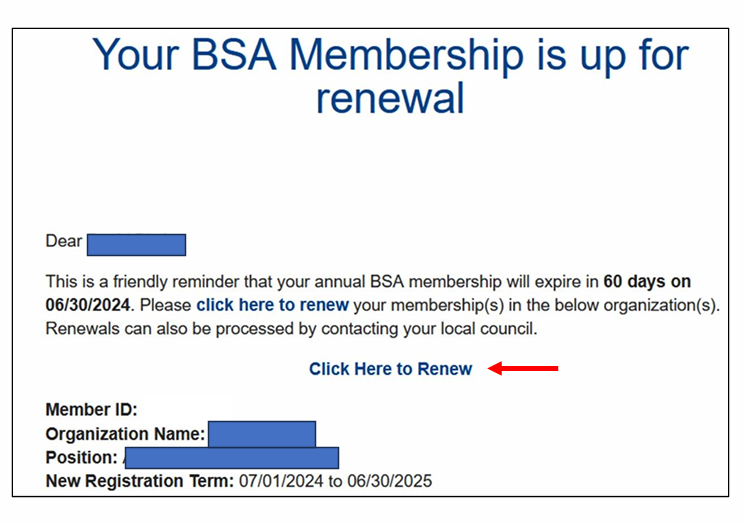 Your BSA Membership is up for
renewal
Dear
This is a friendly reminder that your annual BSA membership will expire in 60 days on
06/30/2024. Please click here to renew your membership(s) in the below organization(s).
Renewals can also be processed by contacting your local council.
Click Here to Renew
Member ID:
Organization Name:
Position:
New Registration Term: 07/01/2024 to 06/30/2025